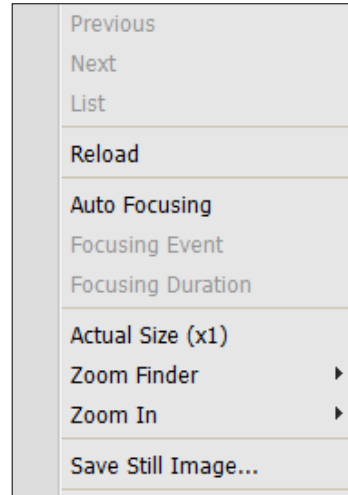 Previous
Next
List
Reload
Auto Focusing
Focusing Event
Focusing Duration
Actual Size (x1)
Zoom Finder
Zoom In
Save Still Image...